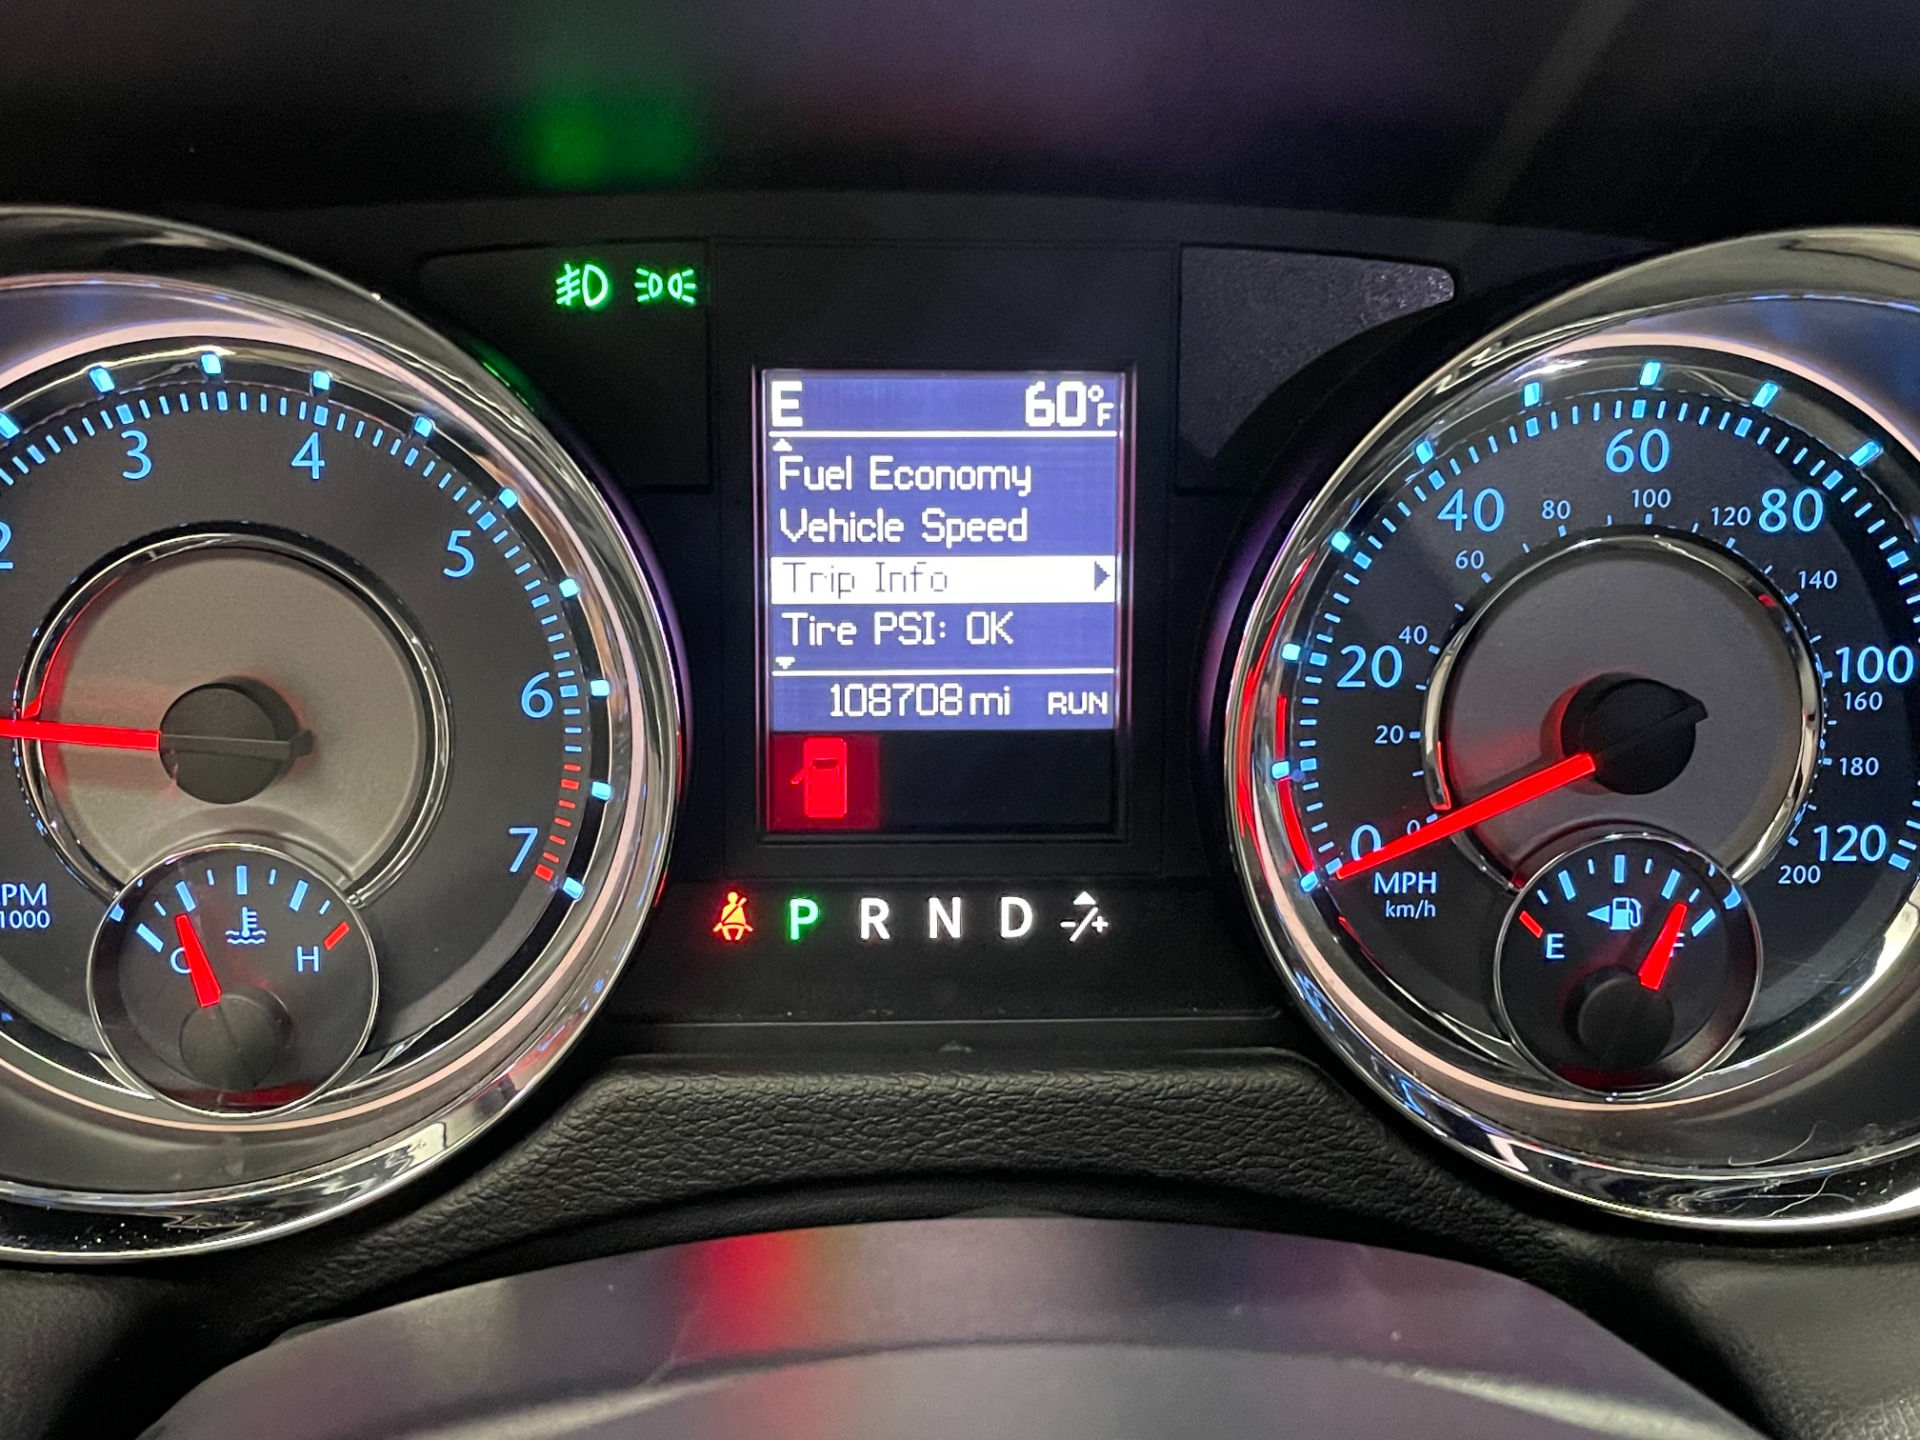 E 60°F
Fuel Economy
Vehicle Speed
Trip Info
Tire PSI: OK
108708 mi RUN
P R N D -/+
2 3 4 5 6 7
PM
1000
C H
0 20 40 60 80 100 120
0 20 40 60 80 100 120 140 160 180 200
MPH
km/h
E F